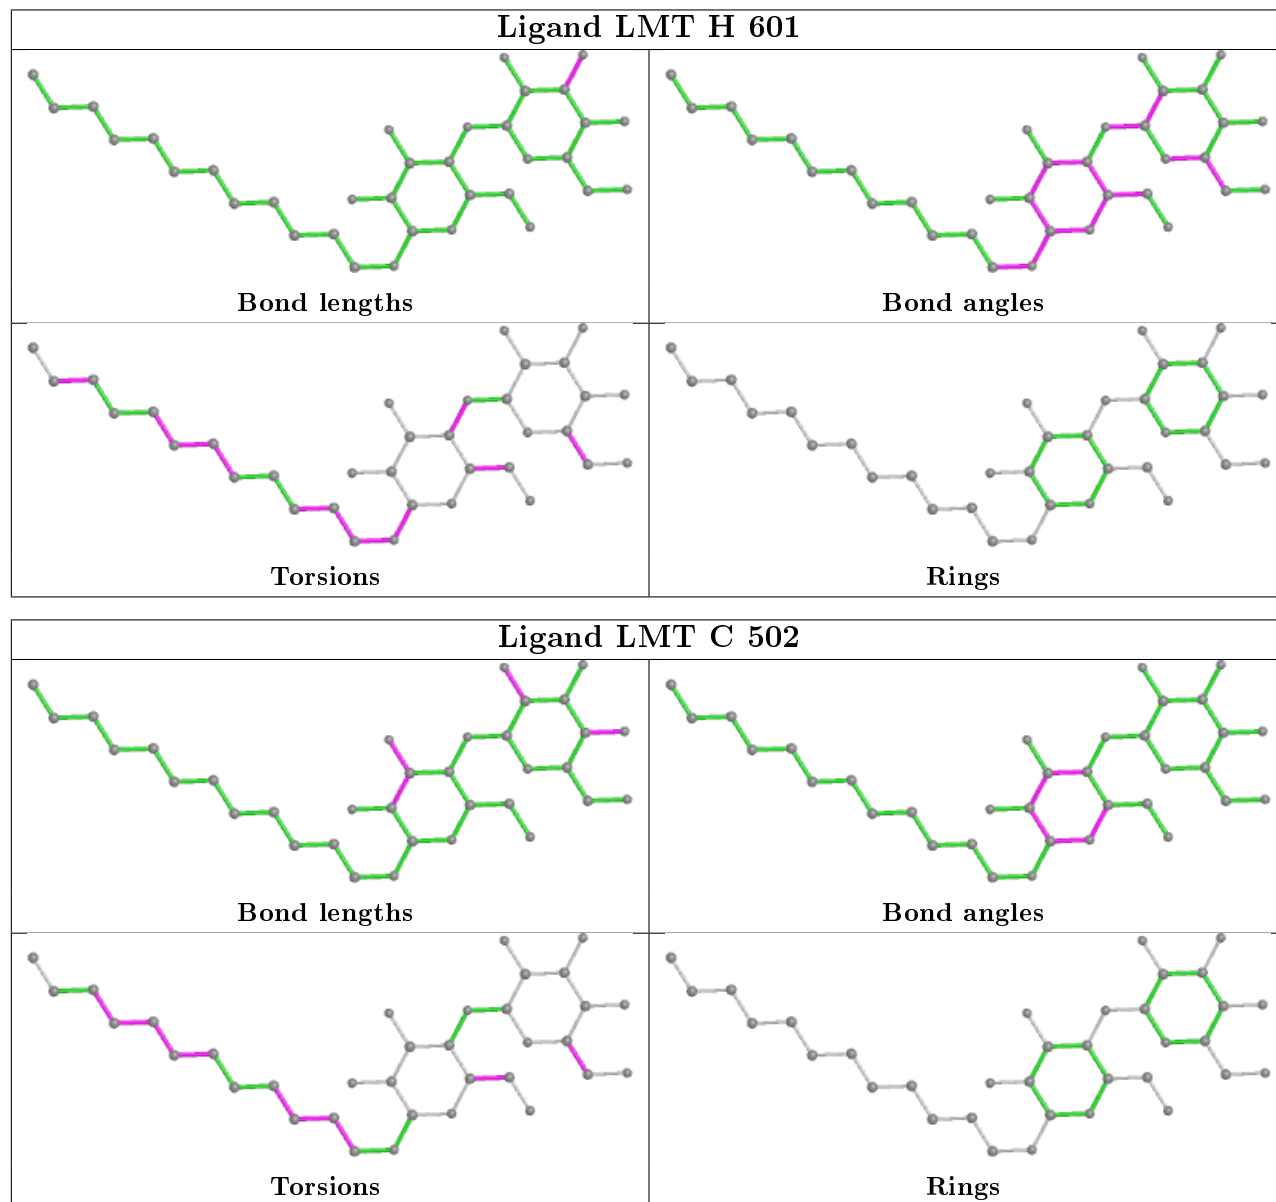 Ligand LMT H 601
Bond lengths
Bond angles
Torsions
Rings
Ligand LMT C 502
Bond lengths
Bond angles
Torsions
Rings